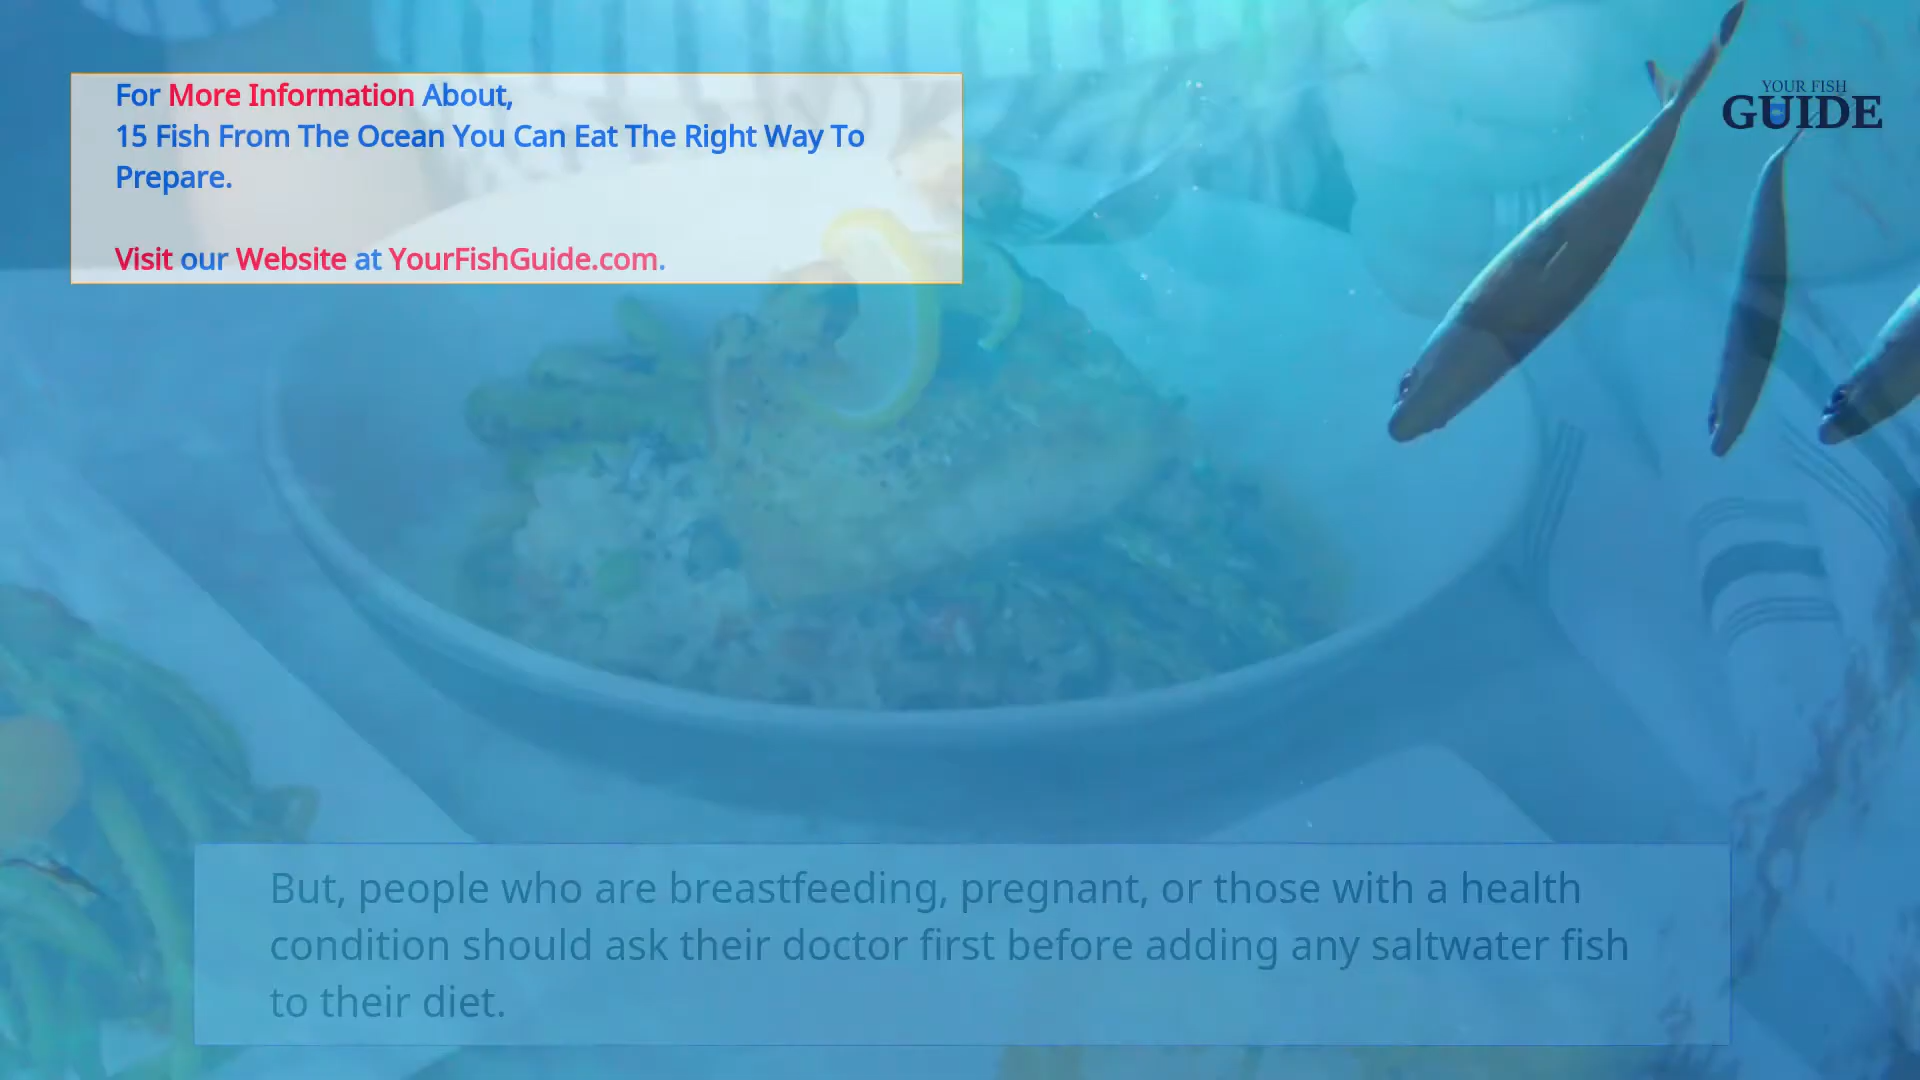 For More Information About,
15 Fish From The Ocean You Can Eat The Right Way To
Prepare.
Visit our Website at YourFishGuide.com.
YOUR FISH
GUIDE
But, people who are breastfeeding, pregnant, or those with a health
condition should ask their doctor first before adding any saltwater fish
to their diet.